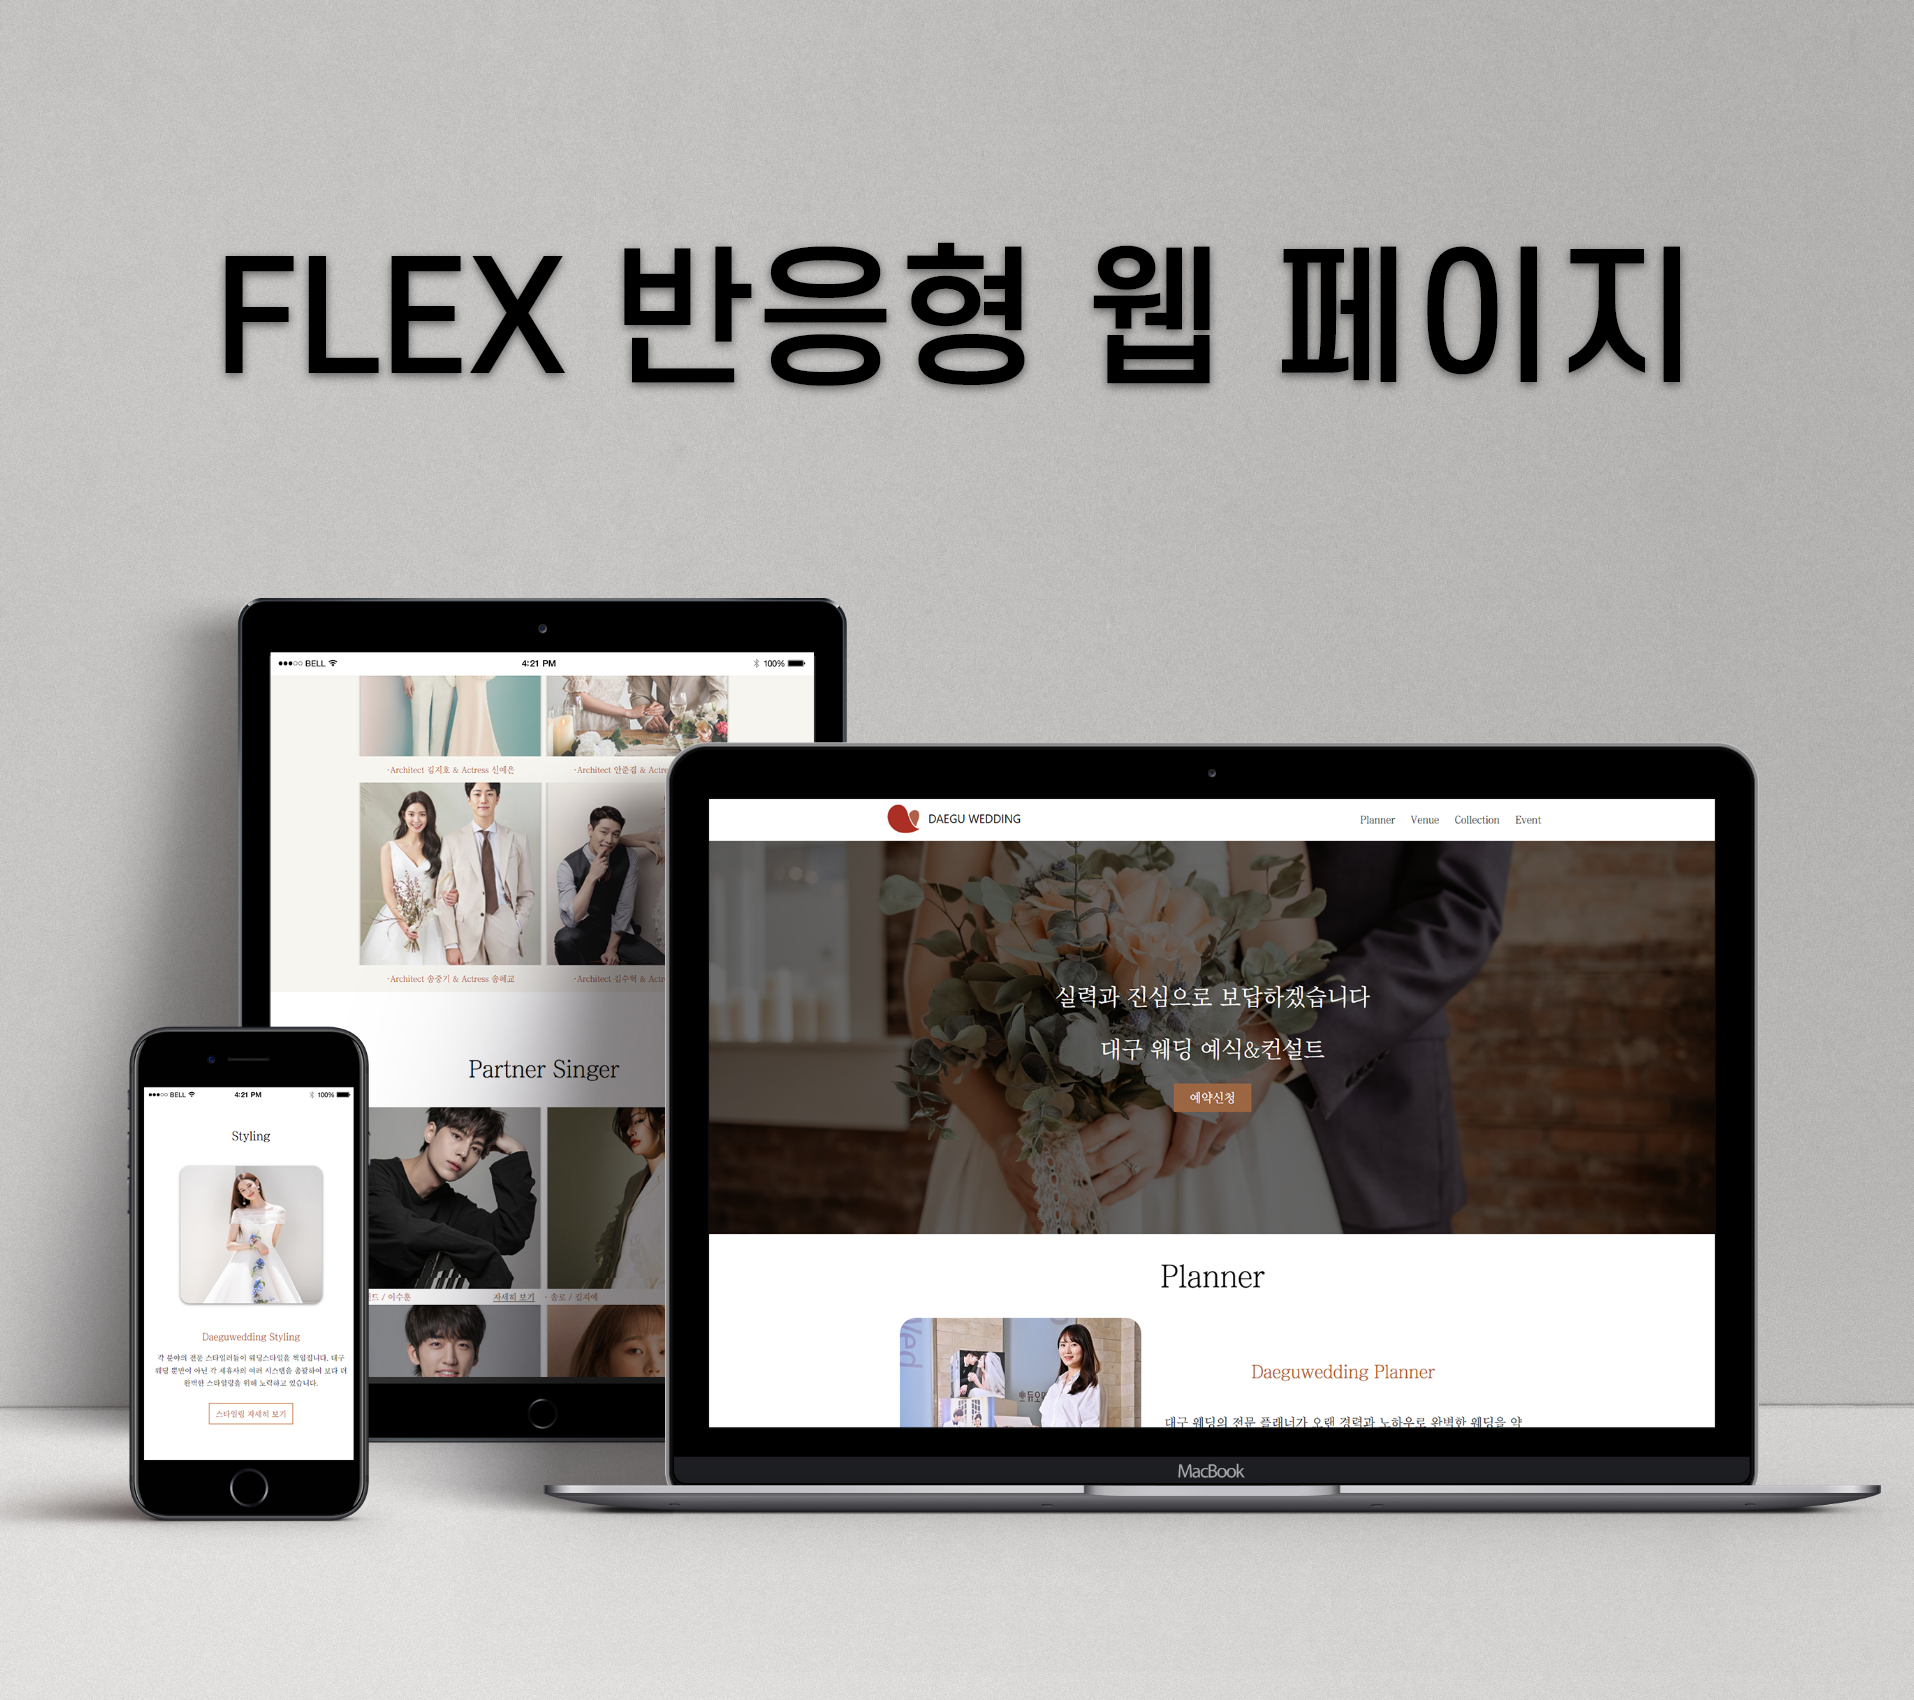 FLEX 반응형 웹 페이지
BELL 4:21 PM 100%
·Architect 김지호 & Actress 신예은
·Architect 안준집 & Actre
·Architect 송중기 & Actress 송혜교
·Architect 김수혁 & Actre
Partner Singer
드 / 이수훈
자세히 보기
· 솔로 / 김지예
BELL 4:21 PM 100%
Styling
Daeguwedding Styling
각 분야의 전문 스타일러들이 웨딩스타일을 책임집니다. 대구
웨딩 뿐만이 아닌 각 제휴사의 여러 시스템을 총괄하여 보다 더
완벽한 스타일링을 위해 노력하고 있습니다.
스타일링 자세히 보기
DAEGU WEDDING
Planner Venue Collection Event
실력과 진심으로 보답하겠습니다
대구 웨딩 예식&컨설트
예약신청
Planner
Wed
뽀듀오
Daeguwedding Planner
대구 웨딩의 전문 플래너가 오랜 경력과 노하우로 완벽한 웨딩을 약
MacBook